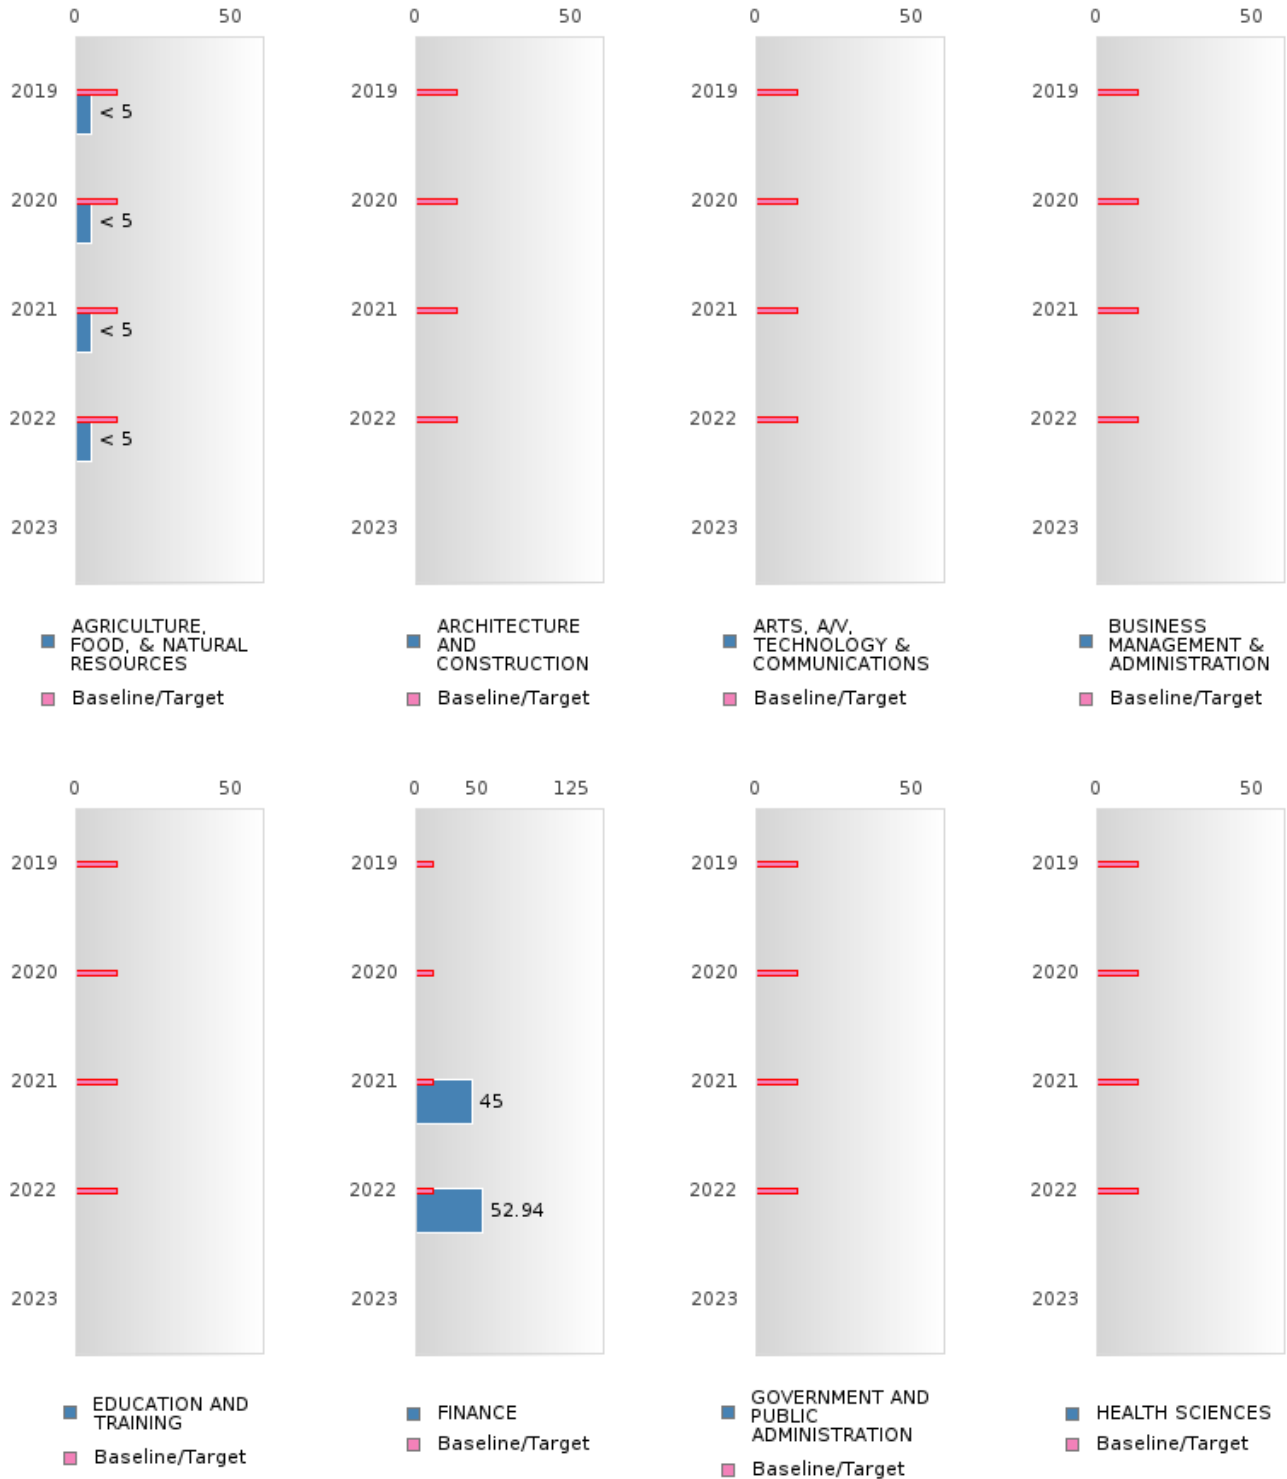 0 50
2019
< 5
2020
< 5
2021
< 5
2022
< 5
2023
AGRICULTURE,
FOOD, & NATURAL
RESOURCES
Baseline/Target
0 50
2019
2020
2021
2022
2023
ARCHITECTURE
AND
CONSTRUCTION
Baseline/Target
0 50
2019
2020
2021
2022
2023
ARTS, A/V,
TECHNOLOGY &
COMMUNICATIONS
Baseline/Target
0 50
2019
2020
2021
2022
2023
BUSINESS
MANAGEMENT &
ADMINISTRATION
Baseline/Target
0 50
2019
2020
2021
2022
2023
EDUCATION AND
TRAINING
Baseline/Target
0 50 125
2019
2020
2021
45
2022
52.94
2023
FINANCE
Baseline/Target
0 50
2019
2020
2021
2022
2023
GOVERNMENT AND
PUBLIC
ADMINISTRATION
Baseline/Target
0 50
2019
2020
2021
2022
2023
HEALTH SCIENCES
Baseline/Target